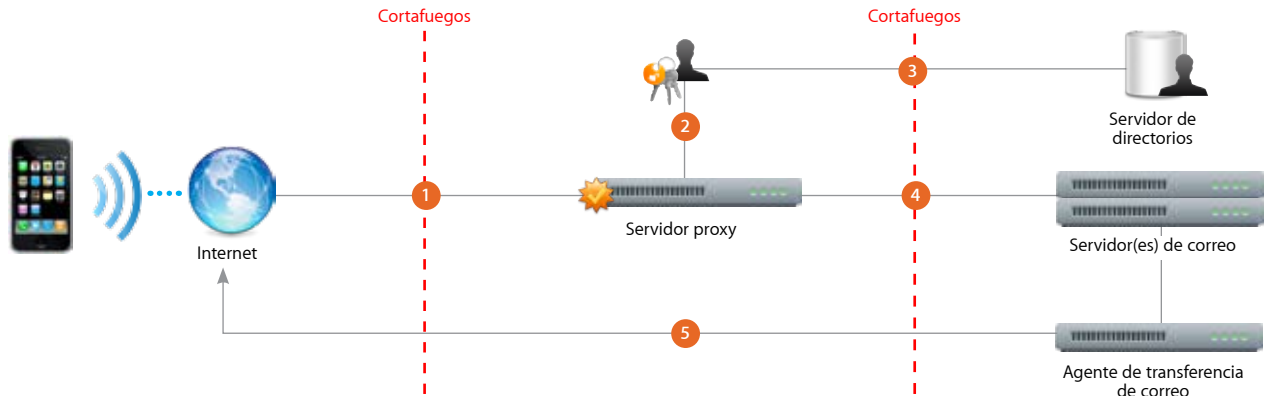 Cortafuegos
Cortafuegos
3
Servidor de
directorios
2
1
4
Servidor proxy
Servidor(es) de correo
Internet
5
Agente de transferencia
de correo